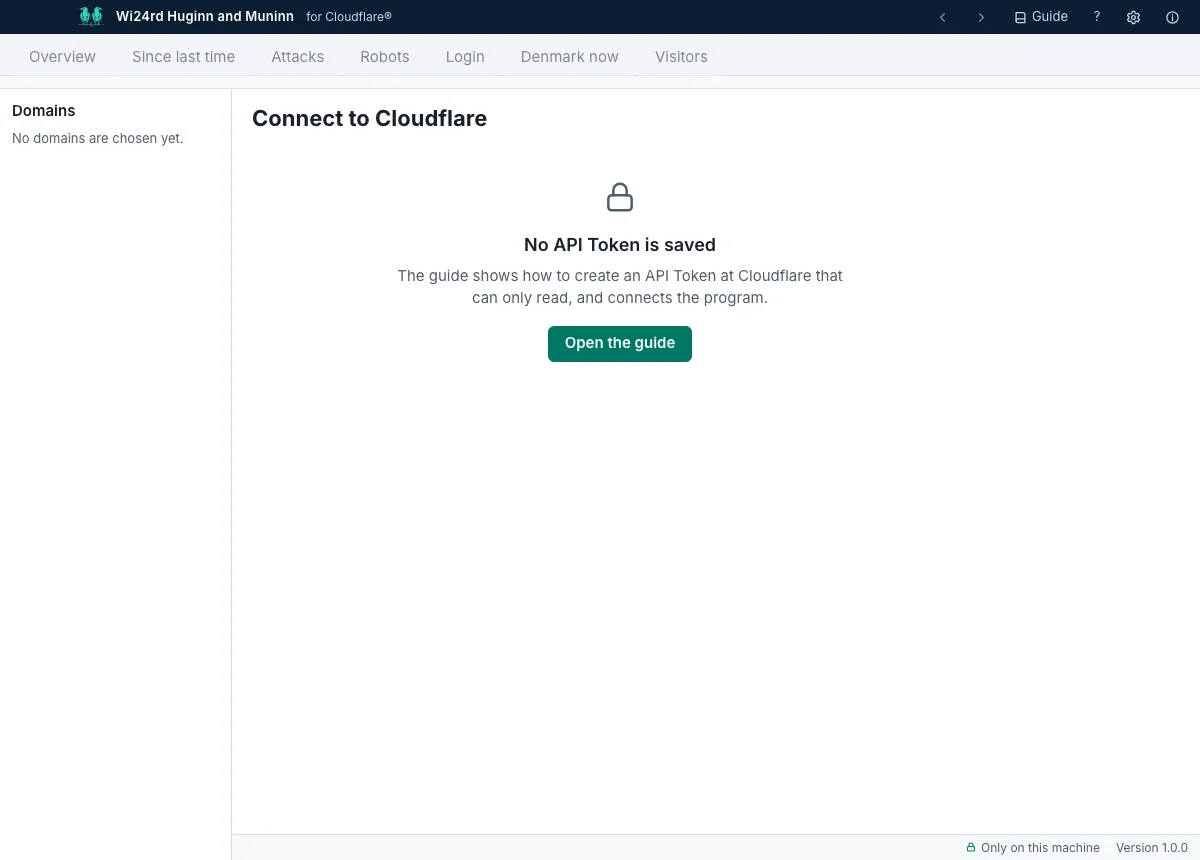 Wi24rd Huginn and Muninn for Cloudflare®
Guide ?
Overview Since last time Attacks Robots Login Denmark now Visitors
Domains
No domains are chosen yet.
Connect to Cloudflare
No API Token is saved
The guide shows how to create an API Token at Cloudflare that
can only read, and connects the program.
Open the guide
Only on this machine Version 1.0.0